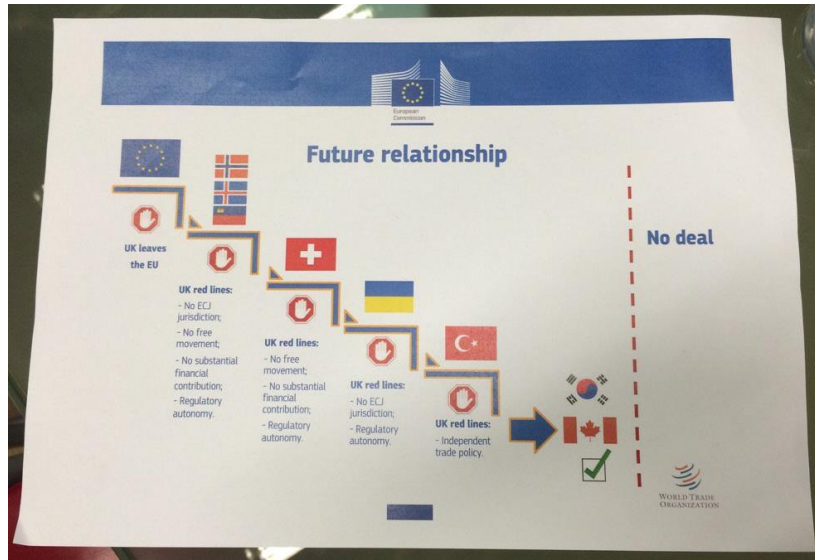 European
Commission
Future relationship
No deal
UK leaves
the EU
UK red lines:
- No ECJ
jurisdiction;
- No free
movement;
- No substantial
financial
contribution;
- Regulatory
autonomy.
UK red lines:
- No free
movement;
- No substantial
financial
contribution;
- Regulatory
autonomy.
UK red lines:
- No ECJ
jurisdiction;
- Regulatory
autonomy.
UK red lines:
- Independent
trade policy.
WORLD TRADE
ORGANIZATION